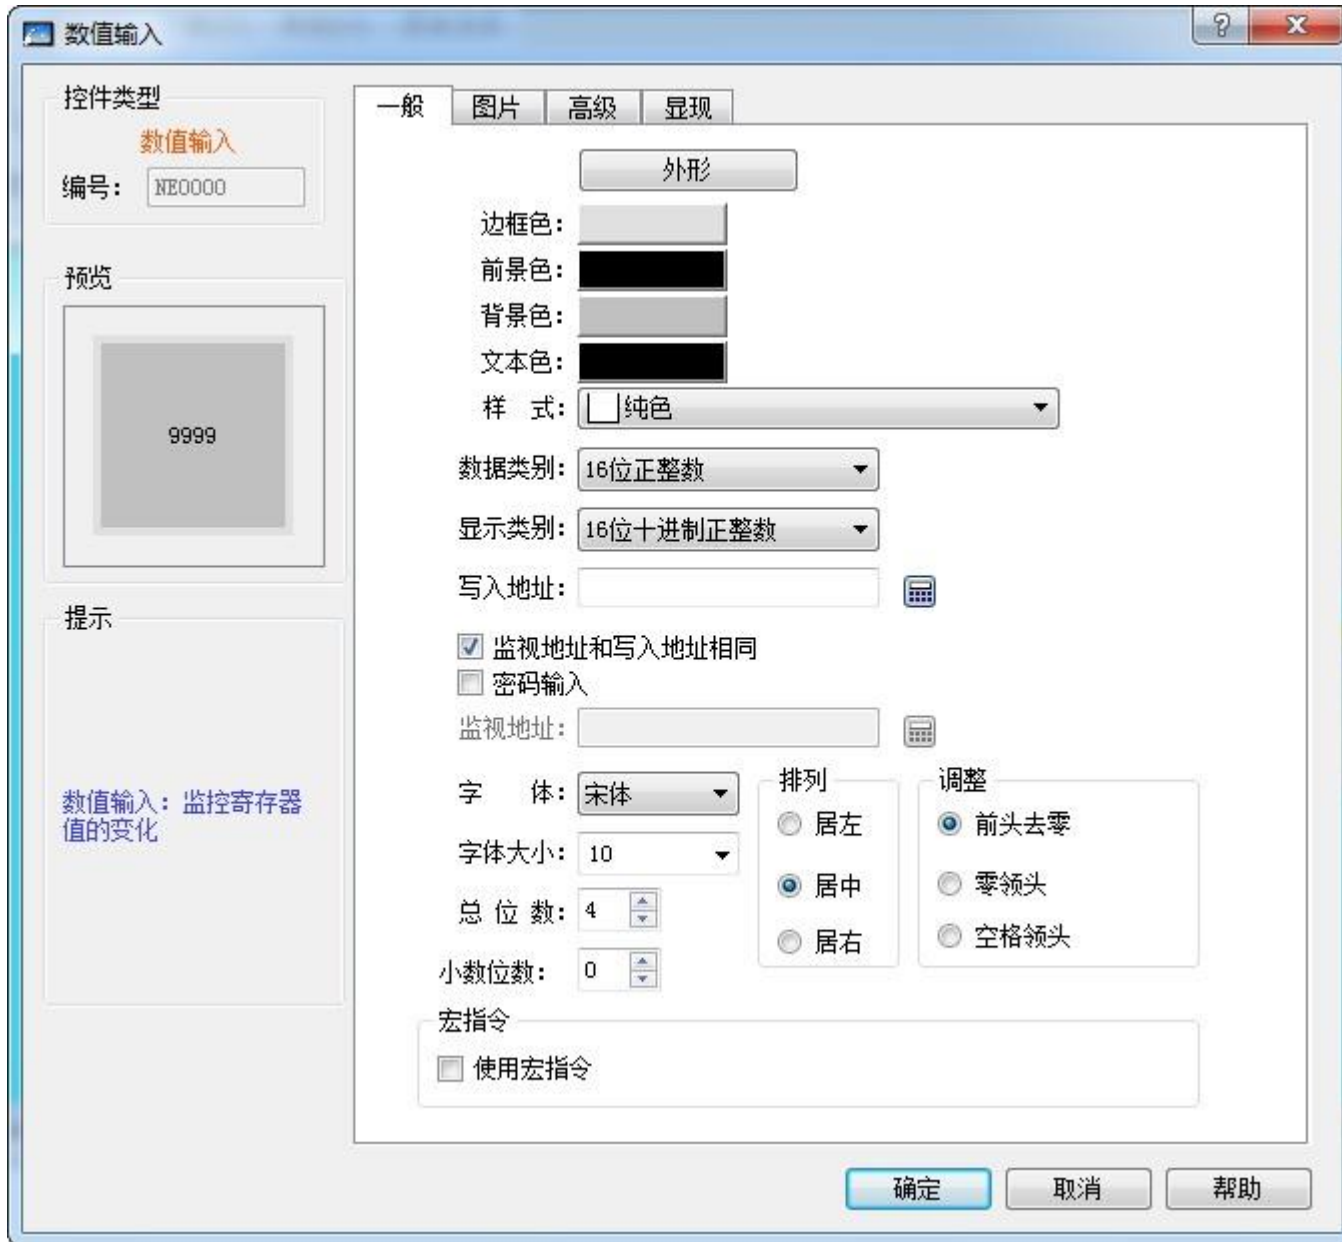 数值输入
控件类型
数值输入
编号: NE0000
预览
9999
提示
数值输入: 监控寄存器
值的变化
一般 图片 高级 显现
外形
边框色:
前景色:
背景色:
文本色:
样 式: 纯色
数据类别: 16位正整数
显示类别: 16位十进制正整数
写入地址:
监视地址和写入地址相同
密码输入
监视地址:
字 体: 宋体
字体大小: 10
总 位 数: 4
小数位数: 0
排列
居左
居中
居右
调整
前头去零
零领头
空格领头
宏指令
使用宏指令
确定 取消 帮助